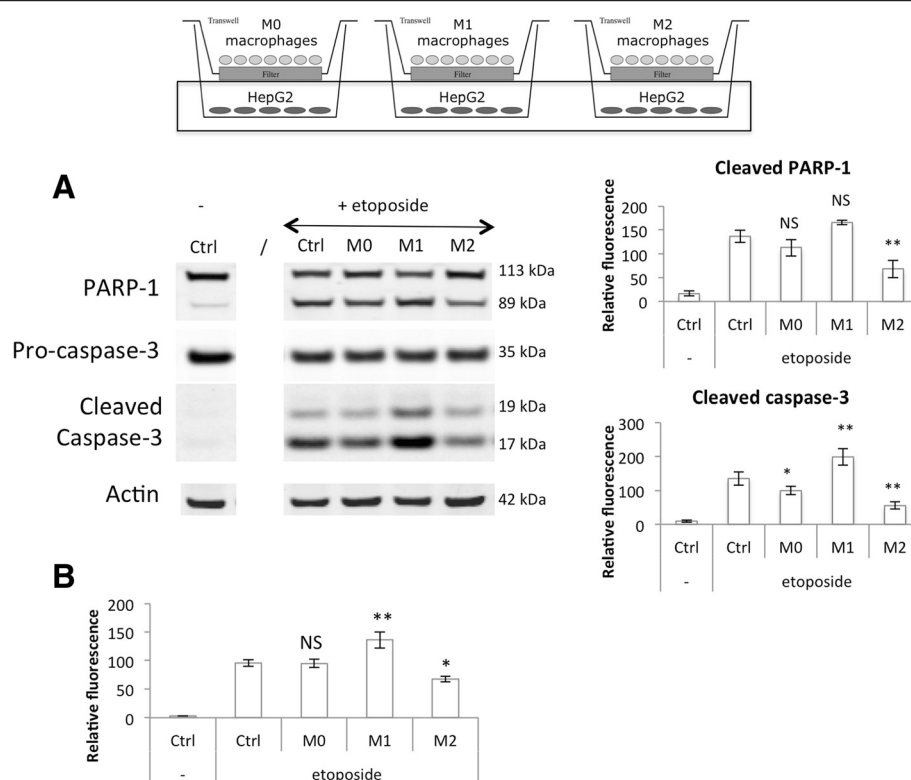 Transwell M0 macrophages
Filter
HepG2
Transwell M1 macrophages
Filter
HepG2
Transwell M2 macrophages
Filter
HepG2
A
- + etoposide
Ctrl / Ctrl M0 M1 M2
PARP-1
113 kDa
89 kDa
Pro-caspase-3 35 kDa
Cleaved 19 kDa
Caspase-3 17 kDa
Actin 42 kDa
Cleaved PARP-1
Relative fluorescence
200
150
100
50
0
NS
NS
**
Ctrl Ctrl M0 M1 M2
- etoposide
Cleaved caspase-3
Relative fluorescence
300
200
100
0
*
**
**
Ctrl Ctrl M0 M1 M2
- etoposide
B
Relative fluorescence
200
150
100
50
0
NS
**
*
Ctrl Ctrl M0 M1 M2
- etoposide